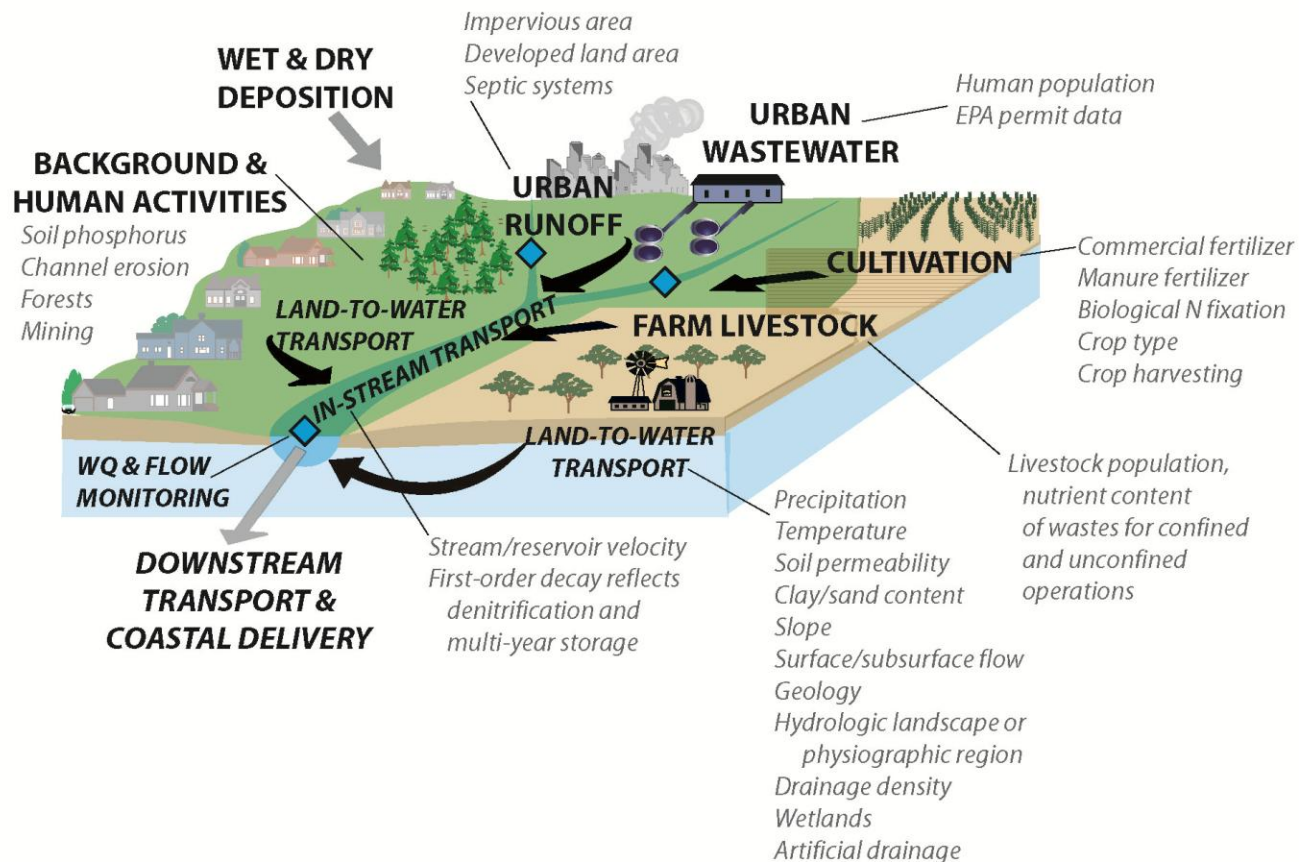 Impervious area
Developed land area
Septic systems
WET & DRY
DEPOSITION
Human population
EPA permit data
URBAN
WASTEWATER
BACKGROUND &
HUMAN ACTIVITIES
Soil phosphorus
Channel erosion
Forests
Mining
URBAN
RUNOFF
CULTIVATION
Commercial fertilizer
Manure fertilizer
Biological N fixation
Crop type
Crop harvesting
LAND-TO-WATER
TRANSPORT
IN-STREAM TRANSPORT
FARM LIVESTOCK
LAND-TO-WATER
TRANSPORT
WQ & FLOW
MONITORING
Livestock population,
nutrient content
of wastes for confined
and unconfined
operations
DOWNSTREAM
TRANSPORT &
COASTAL DELIVERY
Stream/reservoir velocity
First-order decay reflects
denitrification and
multi-year storage
Precipitation
Temperature
Soil permeability
Clay/sand content
Slope
Surface/subsurface flow
Geology
Hydrologic landscape or
physiographic region
Drainage density
Wetlands
Artificial drainage